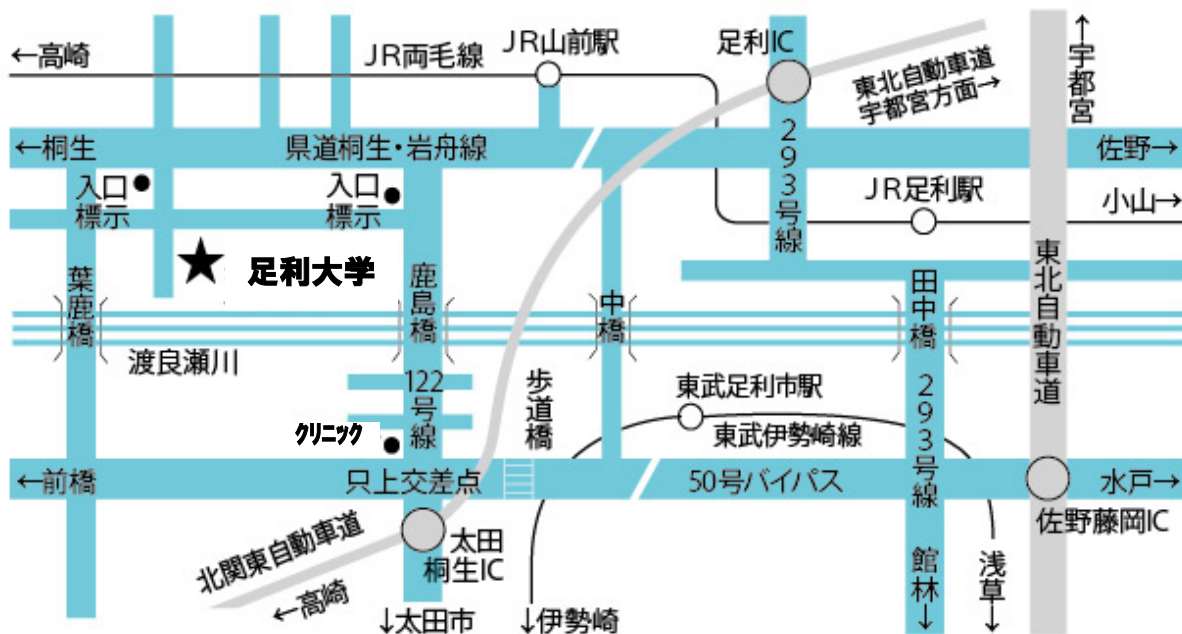 ←高崎
JR両毛線
JR山前駅
足利IC
東北自動車道
宇都宮方面→
↑宇都宮
←桐生
県道桐生・岩舟線
293号線
佐野→
入口
標示
入口
標示
JR足利駅
小山→
★
足利大学
葉鹿橋
鹿島橋
中橋
田中橋
東北自動車道
渡良瀬川
122号線
歩道橋
東武足利市駅
東武伊勢崎線
293号線
クリニック
←前橋
只上交差点
50号バイパス
水戸→
佐野藤岡IC
北関東自動車道
←高崎
太田
桐生IC
↓太田市
↓伊勢崎
館林↓
浅草↓